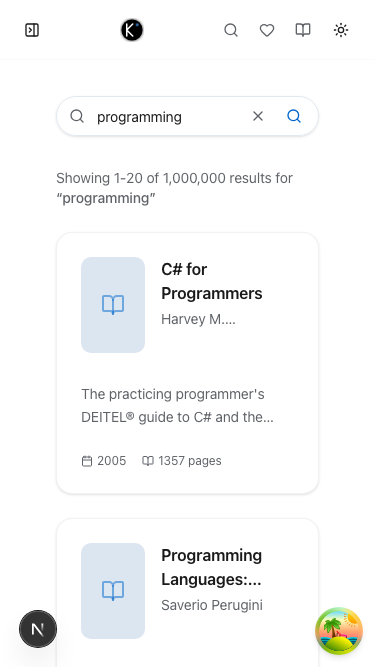 K
programming
Showing 1-20 of 1,000,000 results for
“programming”
C# for
Programmers
Harvey M....
The practicing programmer's
DEITEL® guide to C# and the...
2005 1357 pages
Programming
Languages:...
Saverio Perugini
N